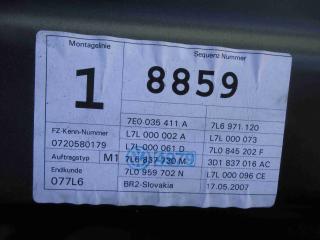 Montagelinie
Sequenz Nummer
1
8859
7E0 035 411 A
7L6 971.120
FZ-Kenn-Nummer
L7L 000 002 A
L7L 000 073
0720580179
L7L 000 061 D
7L0 845 202 F
Auftragstyp M1
7L6 837 730 M
3D1 837 016 AC
Endkunde
7L0 959 702 N
L7L 000 096 CE
077L6
BR2-Slovakia
17.05.2007